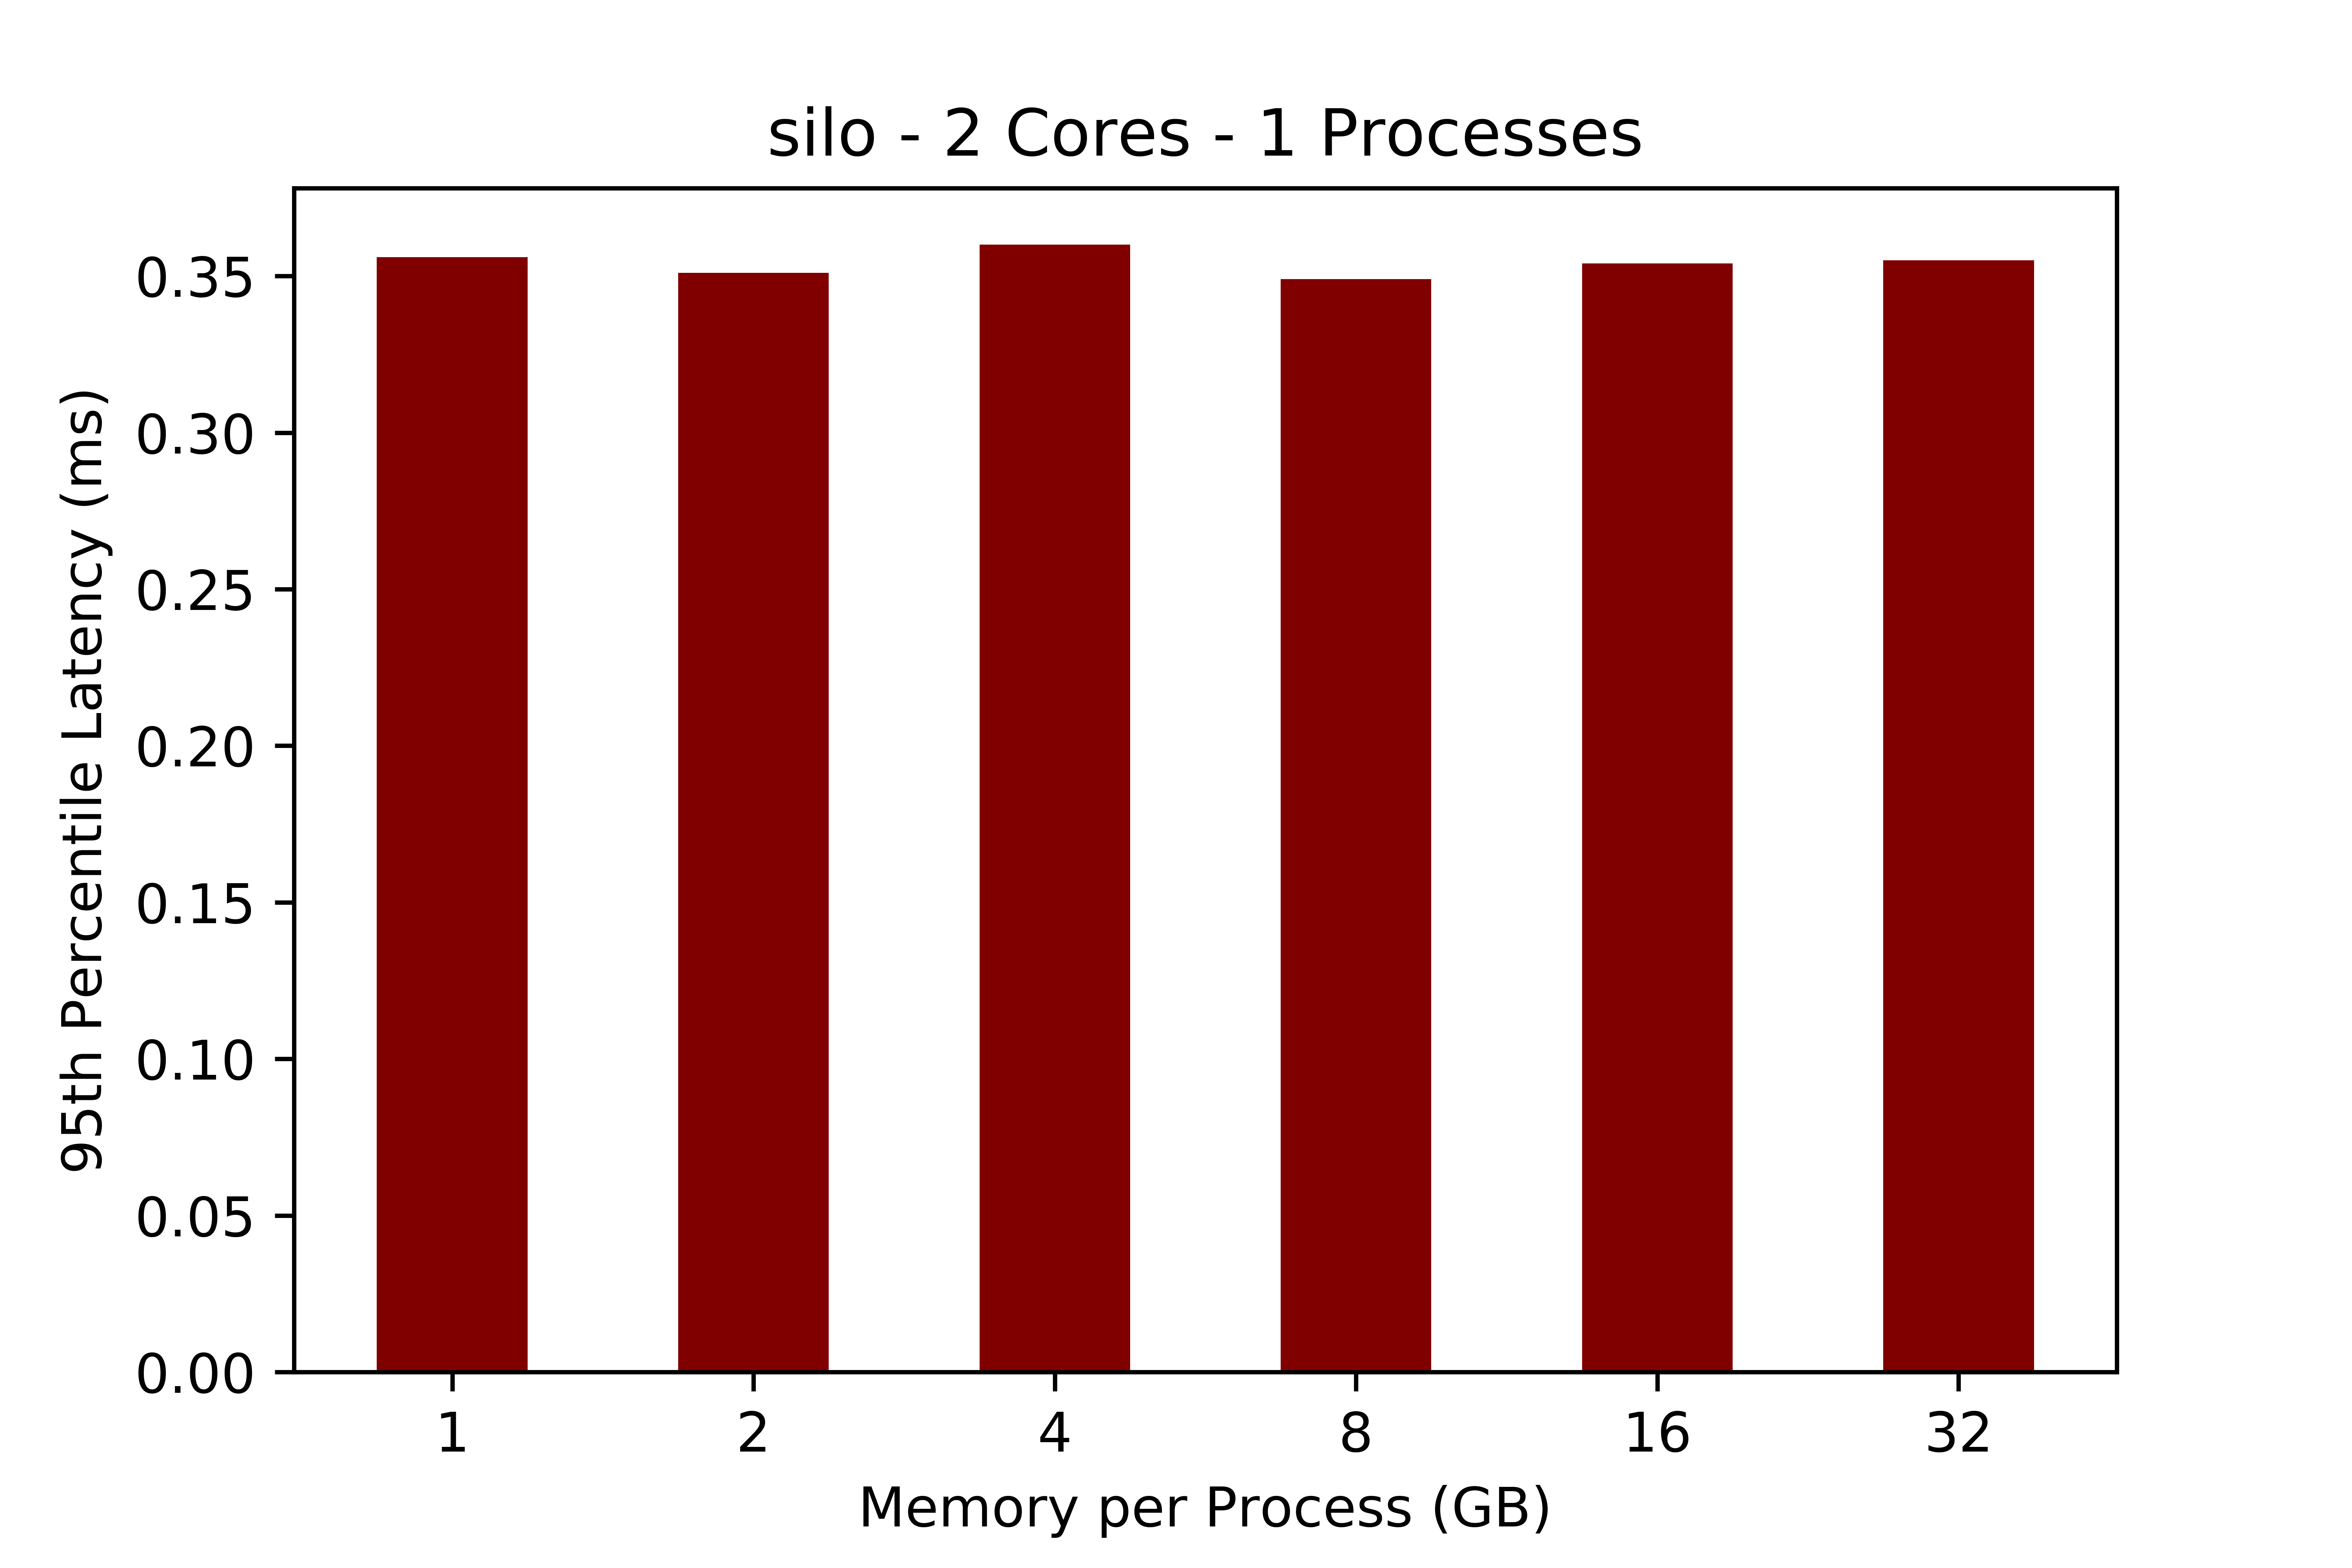 silo - 2 Cores - 1 Processes
95th Percentile Latency (ms)
0.35
0.30
0.25
0.20
0.15
0.10
0.05
0.00
1 2 4 8 16 32
Memory per Process (GB)